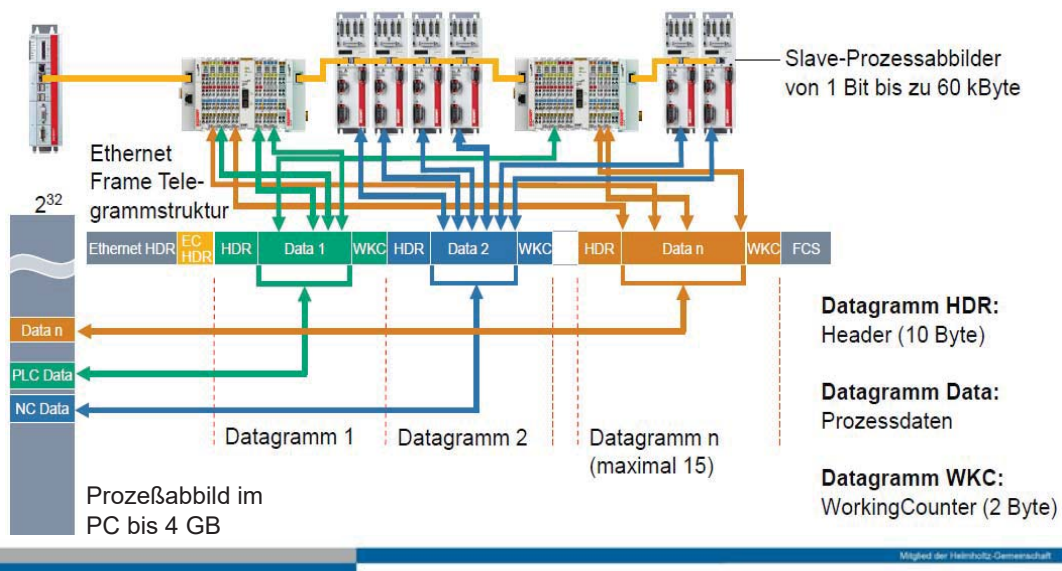 Slave-Prozessabbilder
von 1 Bit bis zu 60 kByte
Ethernet
Frame Tele-
grammstruktur
2³²
Ethernet HDR
EC
HDR
HDR
Data 1
WKC
HDR
Data 2
WKC
HDR
Data n
WKC
FCS
Data n
PLC Data
NC Data
Datagramm 1
Datagramm 2
Datagramm n
(maximal 15)
Datagramm HDR:
Header (10 Byte)
Datagramm Data:
Prozessdaten
Datagramm WKC:
WorkingCounter (2 Byte)
Prozeßabbild im
PC bis 4 GB
Mitglied der Helmholtz-Gemeinschaft